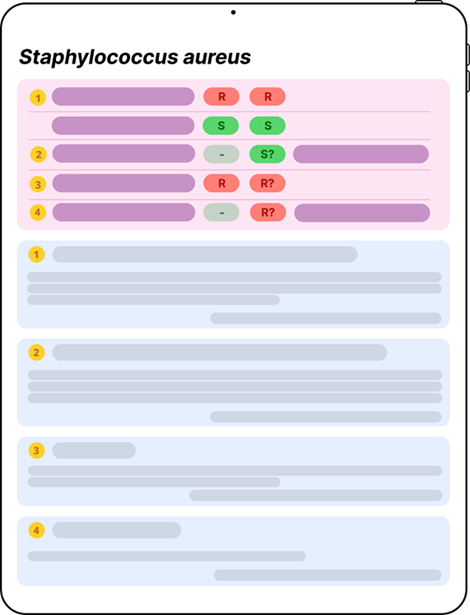 Staphylococcus aureus
1 R R
S S
2 - S?
3 R R?
4 - R?
1
2
3
4